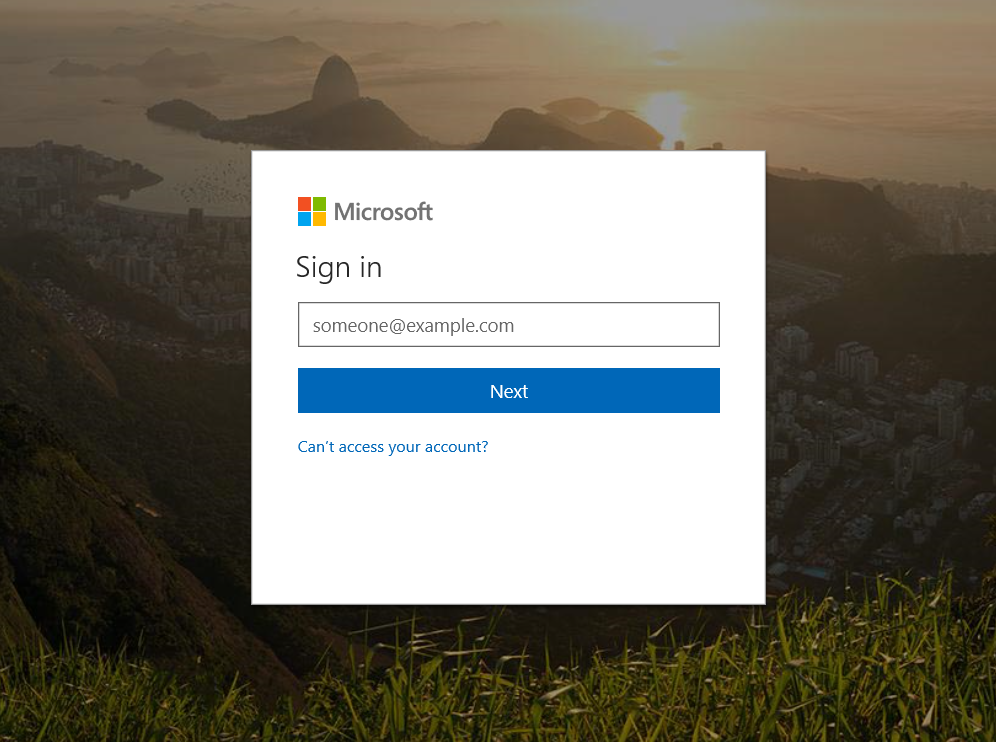 Microsoft
Sign in
someone@example.com
Next
Can't access your account?